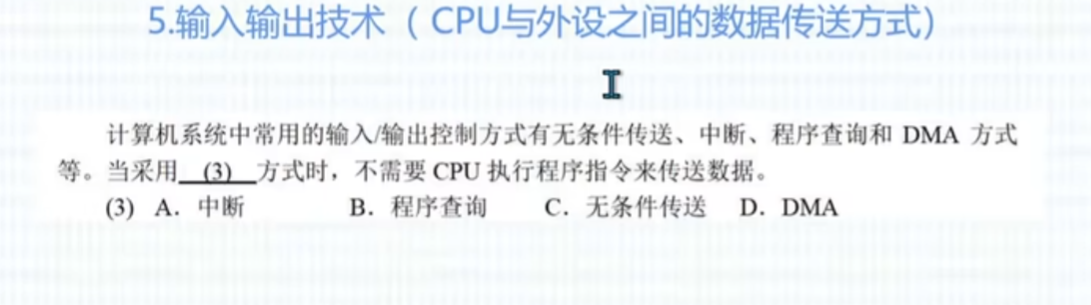 5.输入输出技术（CPU与外设之间的数据传送方式）
计算机系统中常用的输入/输出控制方式有无条件传送、中断、程序查询和 DMA 方式
等。当采用 (3) 方式时，不需要 CPU 执行程序指令来传送数据。
(3) A．中断 B．程序查询 C．无条件传送 D．DMA